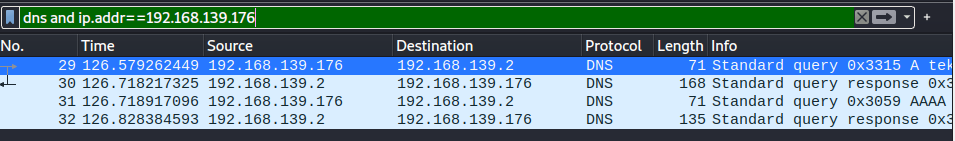 dns and ip.addr==192.168.139.176
No. Time Source Destination Protocol Length Info
29 126.579262449 192.168.139.176 192.168.139.2 DNS 71 Standard query 0x3315 A tek
30 126.718217325 192.168.139.2 192.168.139.176 DNS 168 Standard query response 0x3
31 126.718917096 192.168.139.176 192.168.139.2 DNS 71 Standard query 0x3059 AAAA
32 126.828384593 192.168.139.2 192.168.139.176 DNS 135 Standard query response 0x3